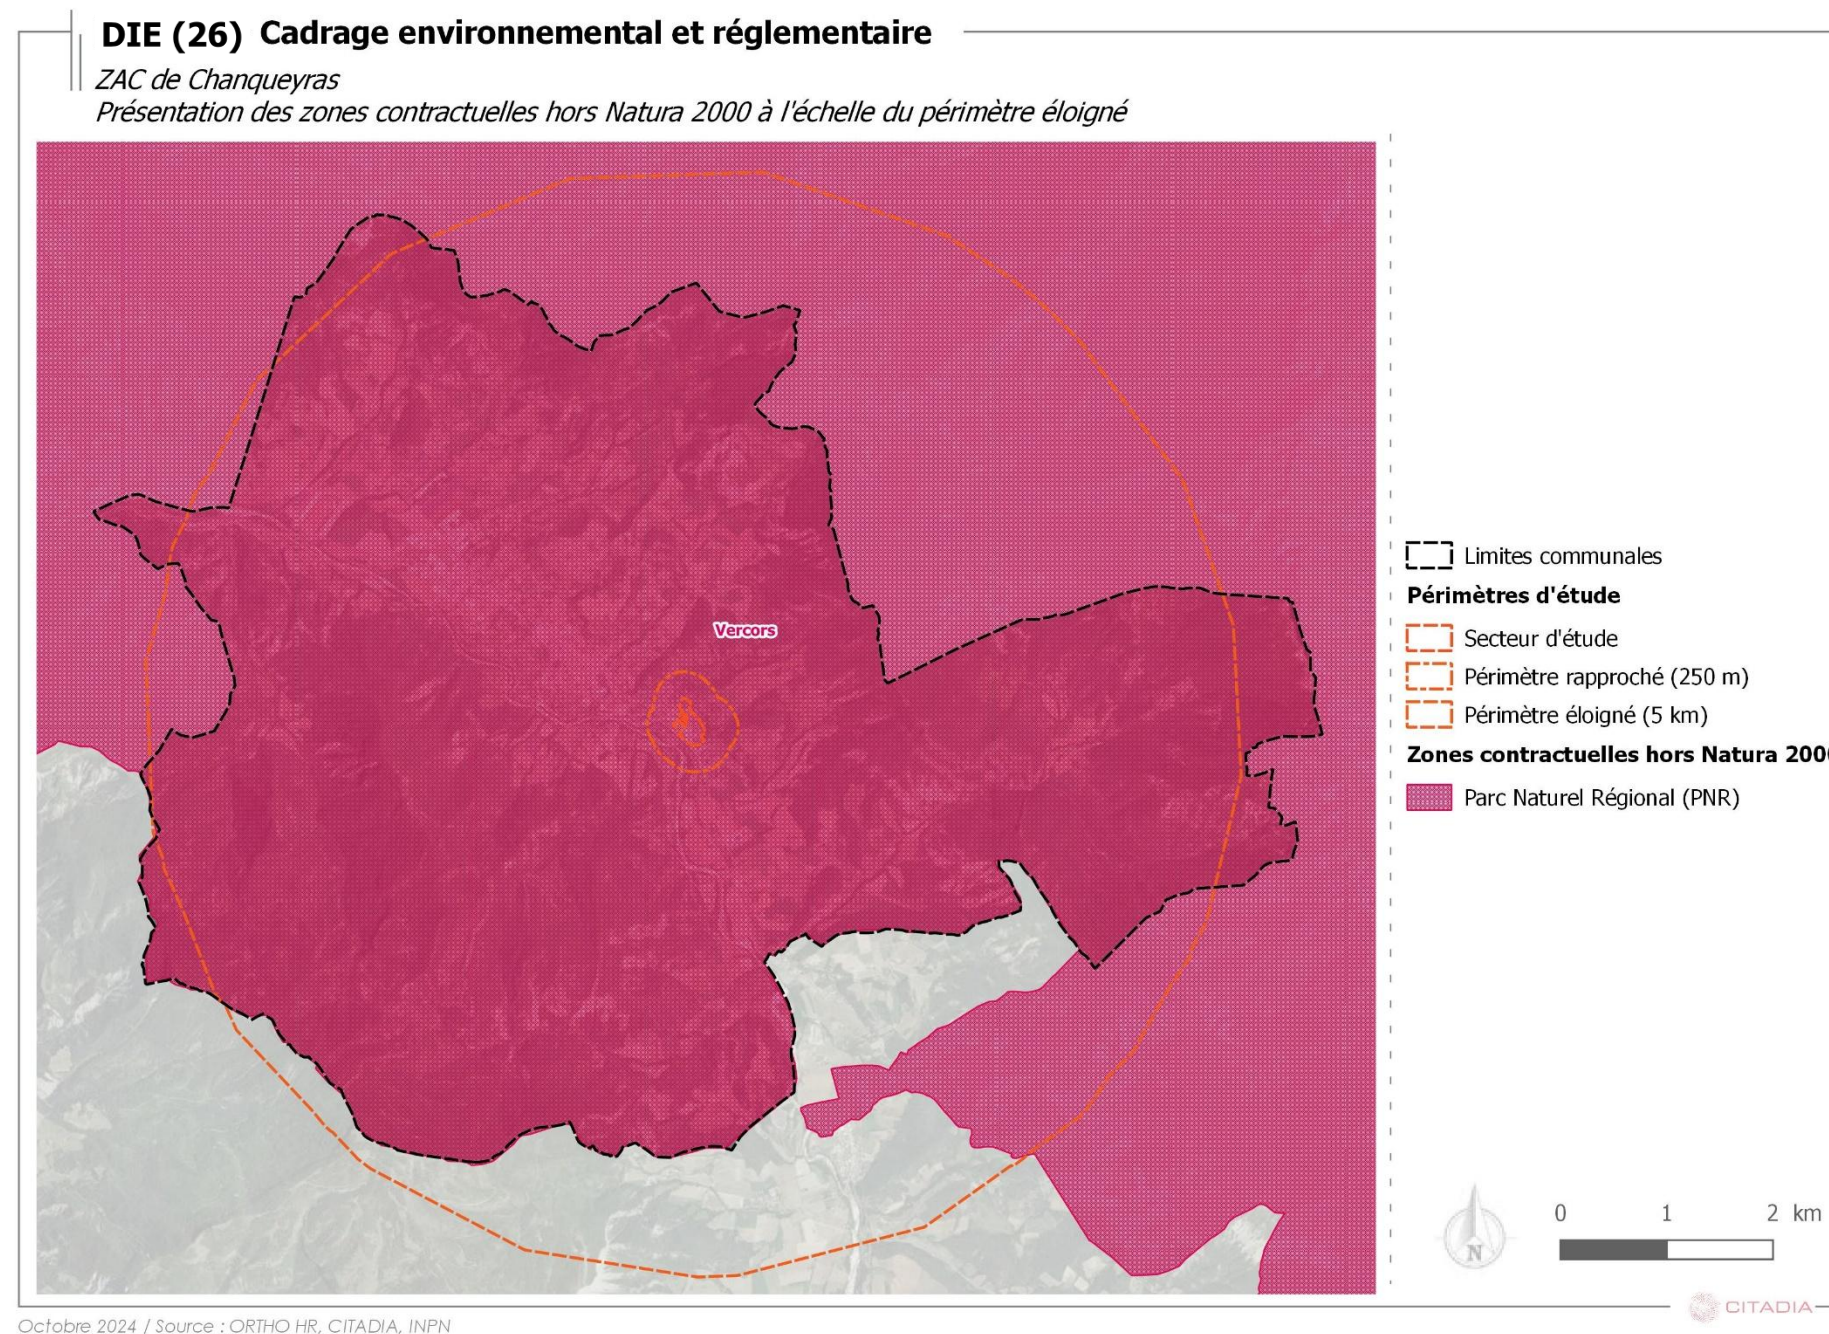 DIE (26) Cadrage environnemental et réglementaire
ZAC de Chanqueyras
Présentation des zones contractuelles hors Natura 2000 à l'échelle du périmètre éloigné
Vercors
Limites communales
Périmètres d'étude
Secteur d'étude
Périmètre rapproché (250 m)
Périmètre éloigné (5 km)
Zones contractuelles hors Natura 200
Parc Naturel Régional (PNR)
0 1 2 km
N
CITADIA
Octobre 2024 / Source : ORTHO HR, CITADIA, INPN